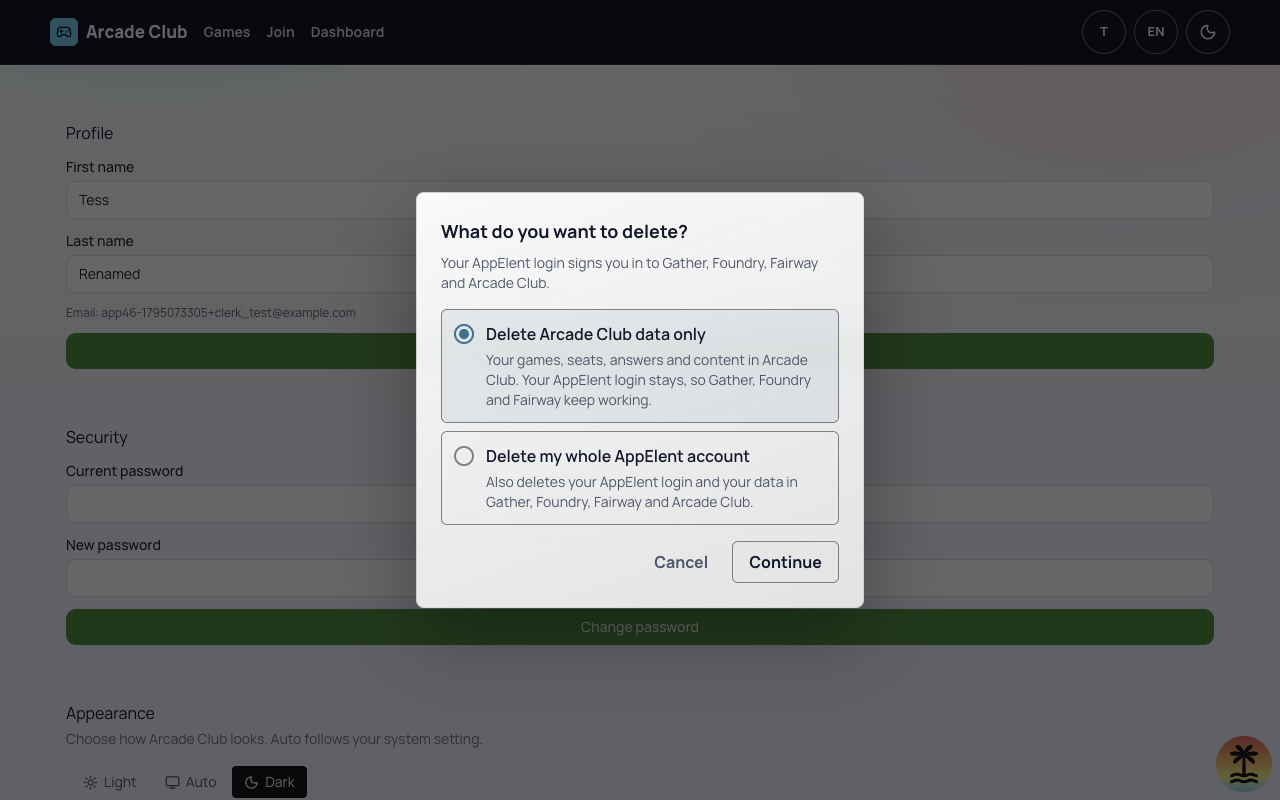 Arcade Club
Games
Join
Dashboard
T
EN
Profile
First name
Tess
Last name
Renamed
Email: app46-1795073305+clerk_test@example.com
What do you want to delete?
Your AppElent login signs you in to Gather, Foundry, Fairway
and Arcade Club.
Delete Arcade Club data only
Your games, seats, answers and content in Arcade
Club. Your AppElent login stays, so Gather, Foundry
and Fairway keep working.
Delete my whole AppElent account
Also deletes your AppElent login and your data in
Gather, Foundry, Fairway and Arcade Club.
Cancel
Continue
Security
Current password
New password
Change password
Appearance
Choose how Arcade Club looks. Auto follows your system setting.
Light
Auto
Dark